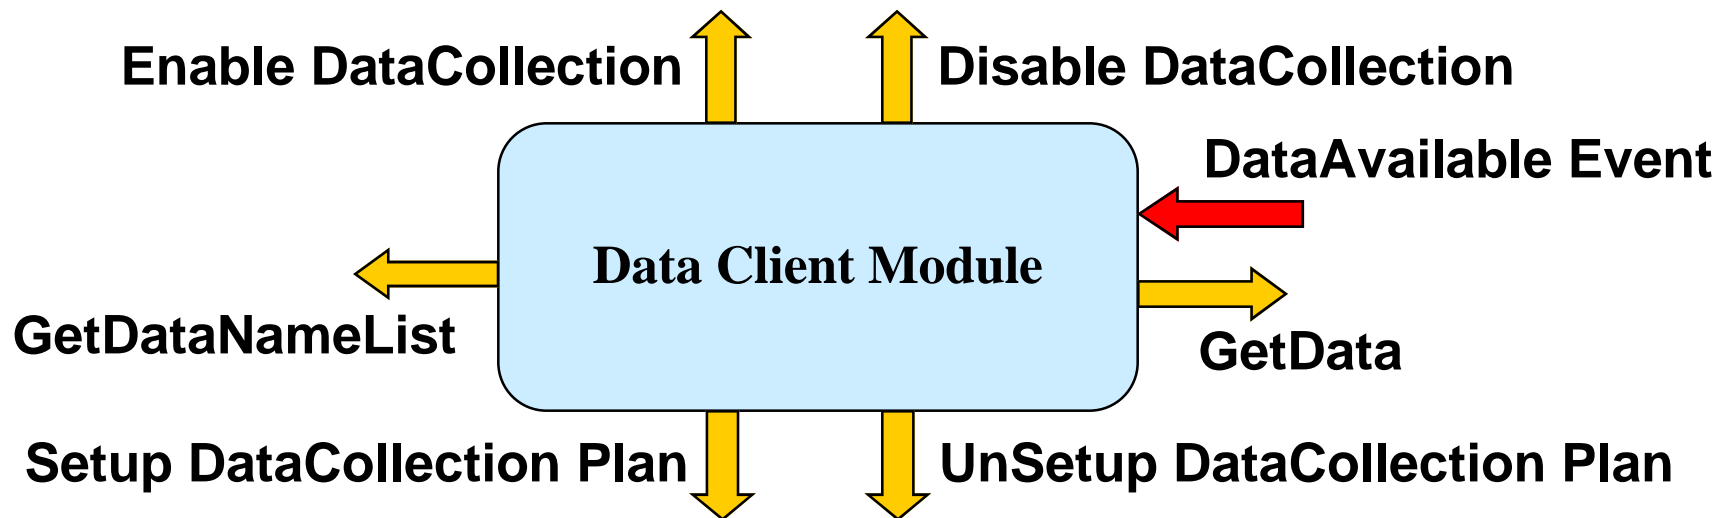 Enable DataCollection
Disable DataCollection
DataAvailable Event
Data Client Module
GetDataNameList
GetData
Setup DataCollection Plan
UnSetup DataCollection Plan